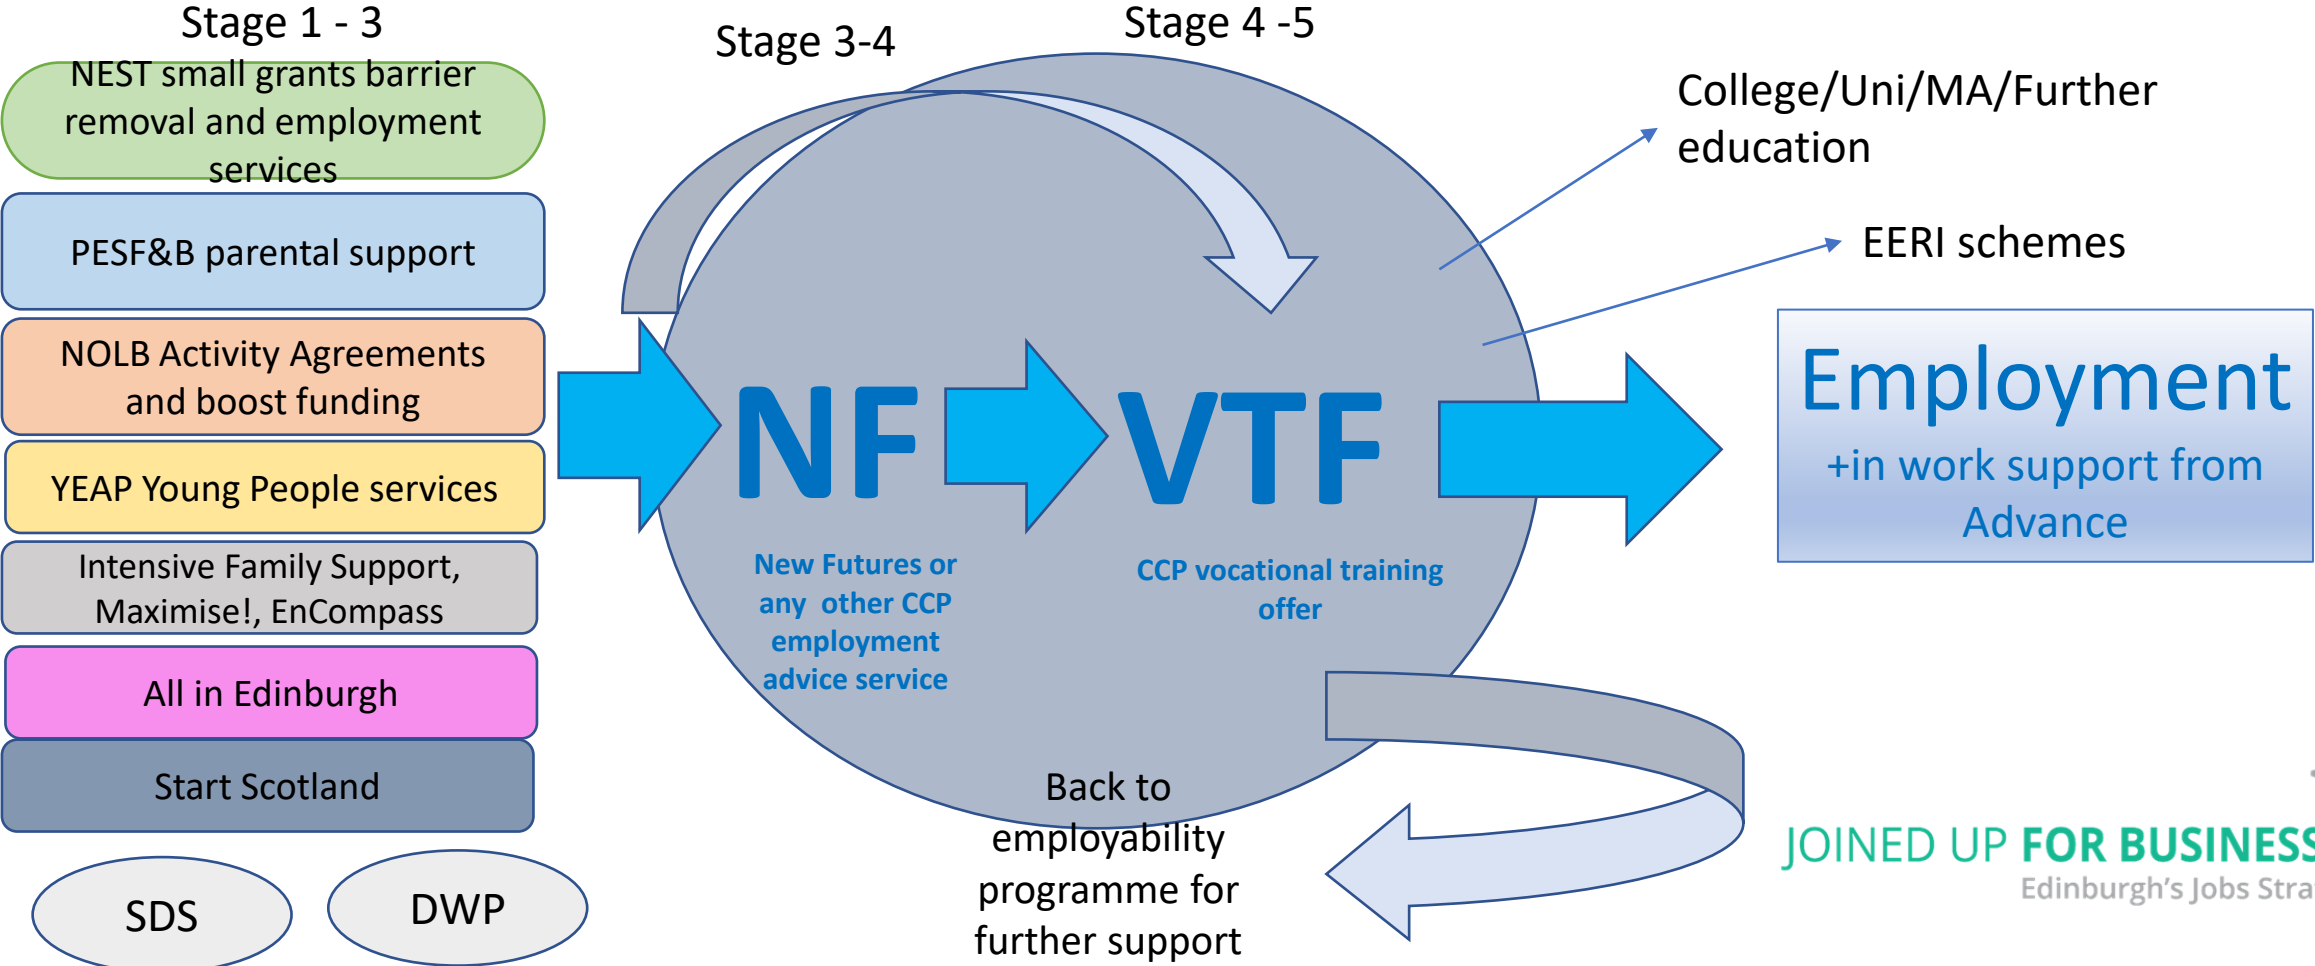 Stage 1 - 3
NEST small grants barrier
removal and employment
services
PESF&B parental support
NOLB Activity Agreements
and boost funding
YEAP Young People services
Intensive Family Support,
Maximise!, EnCompass
All in Edinburgh
Start Scotland
SDS
DWP
Stage 3-4
Stage 4 -5
NF
New Futures or
any other CCP
employment
advice service
VTF
CCP vocational training
offer
Back to
employability
programme for
further support
College/Uni/MA/Further
education
EERI schemes
Employment
+in work support from
Advance
JOINED UP FOR BUSINESS
Edinburgh's Jobs